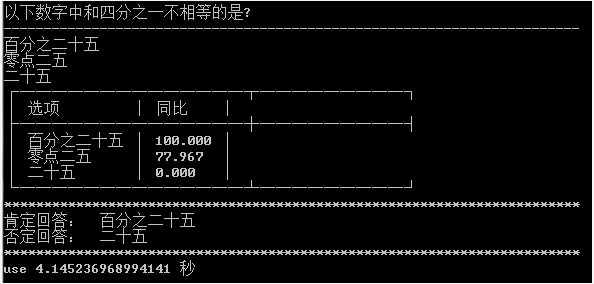 以下数字中和四分之一不相等的是?
百分之二十五
零点二五
二十五
选项 | 同比 |
百分之二十五 | 100.000 |
零点二五 | 77.967 |
二十五 | 0.000 |
肯定回答: 百分之二十五
否定回答: 二十五
use 4.145236968994141 秒